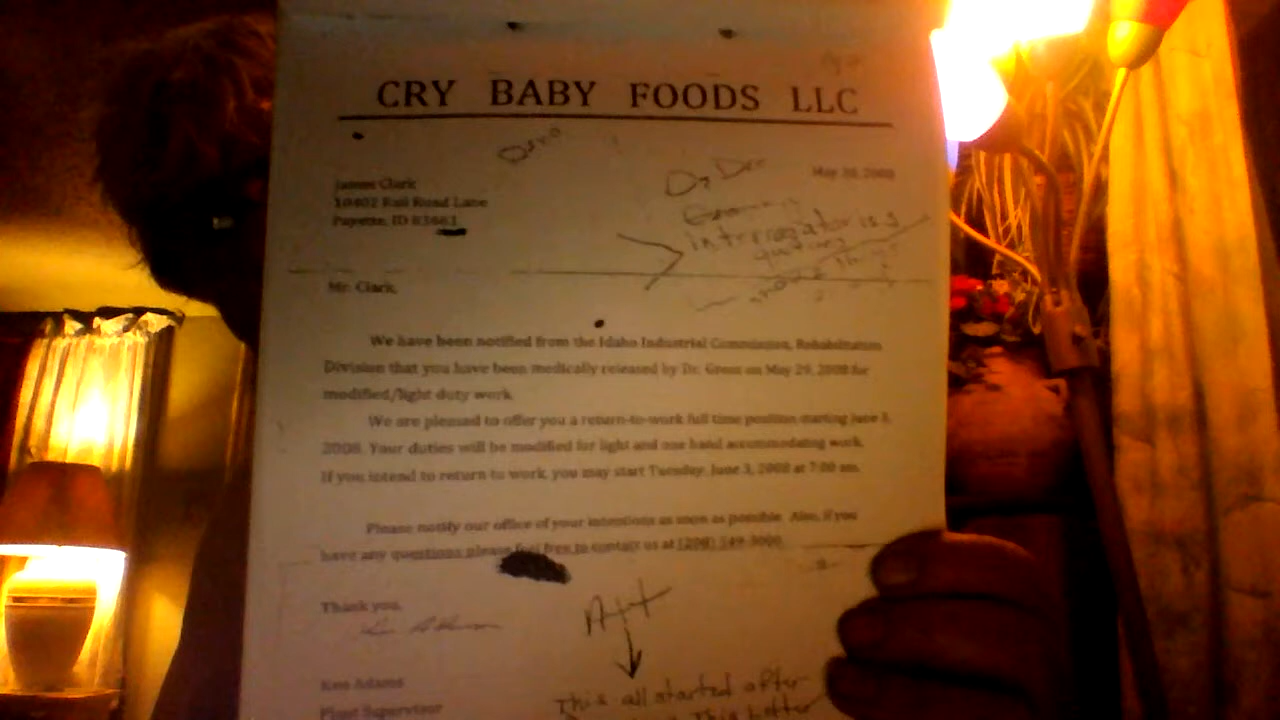 CRY BABY FOODS LLC
May 30, 2008
James Clark
10402 Rail Road Lane
Payette, ID 83661
interrogator
Mr. Clark,
We have been notified from the Idaho Industrial Commission, Rehabilitation
Division that you have been medically released by Dr. Gross on May 29, 2008 for
modified/light duty work.
We are pleased to offer you a return-to-work full time position starting June 3,
2008. Your duties will be modified for light and one hand accommodating work.
If you intend to return to work, you may start Tuesday, June 3, 2008 at 7:00 am.
Please notify our office of your intentions as soon as possible. Also, if you
have any questions please feel free to contact us at
Thank you,
Att
Ken Adams
This all started after
Plant Supervisor
This Letter